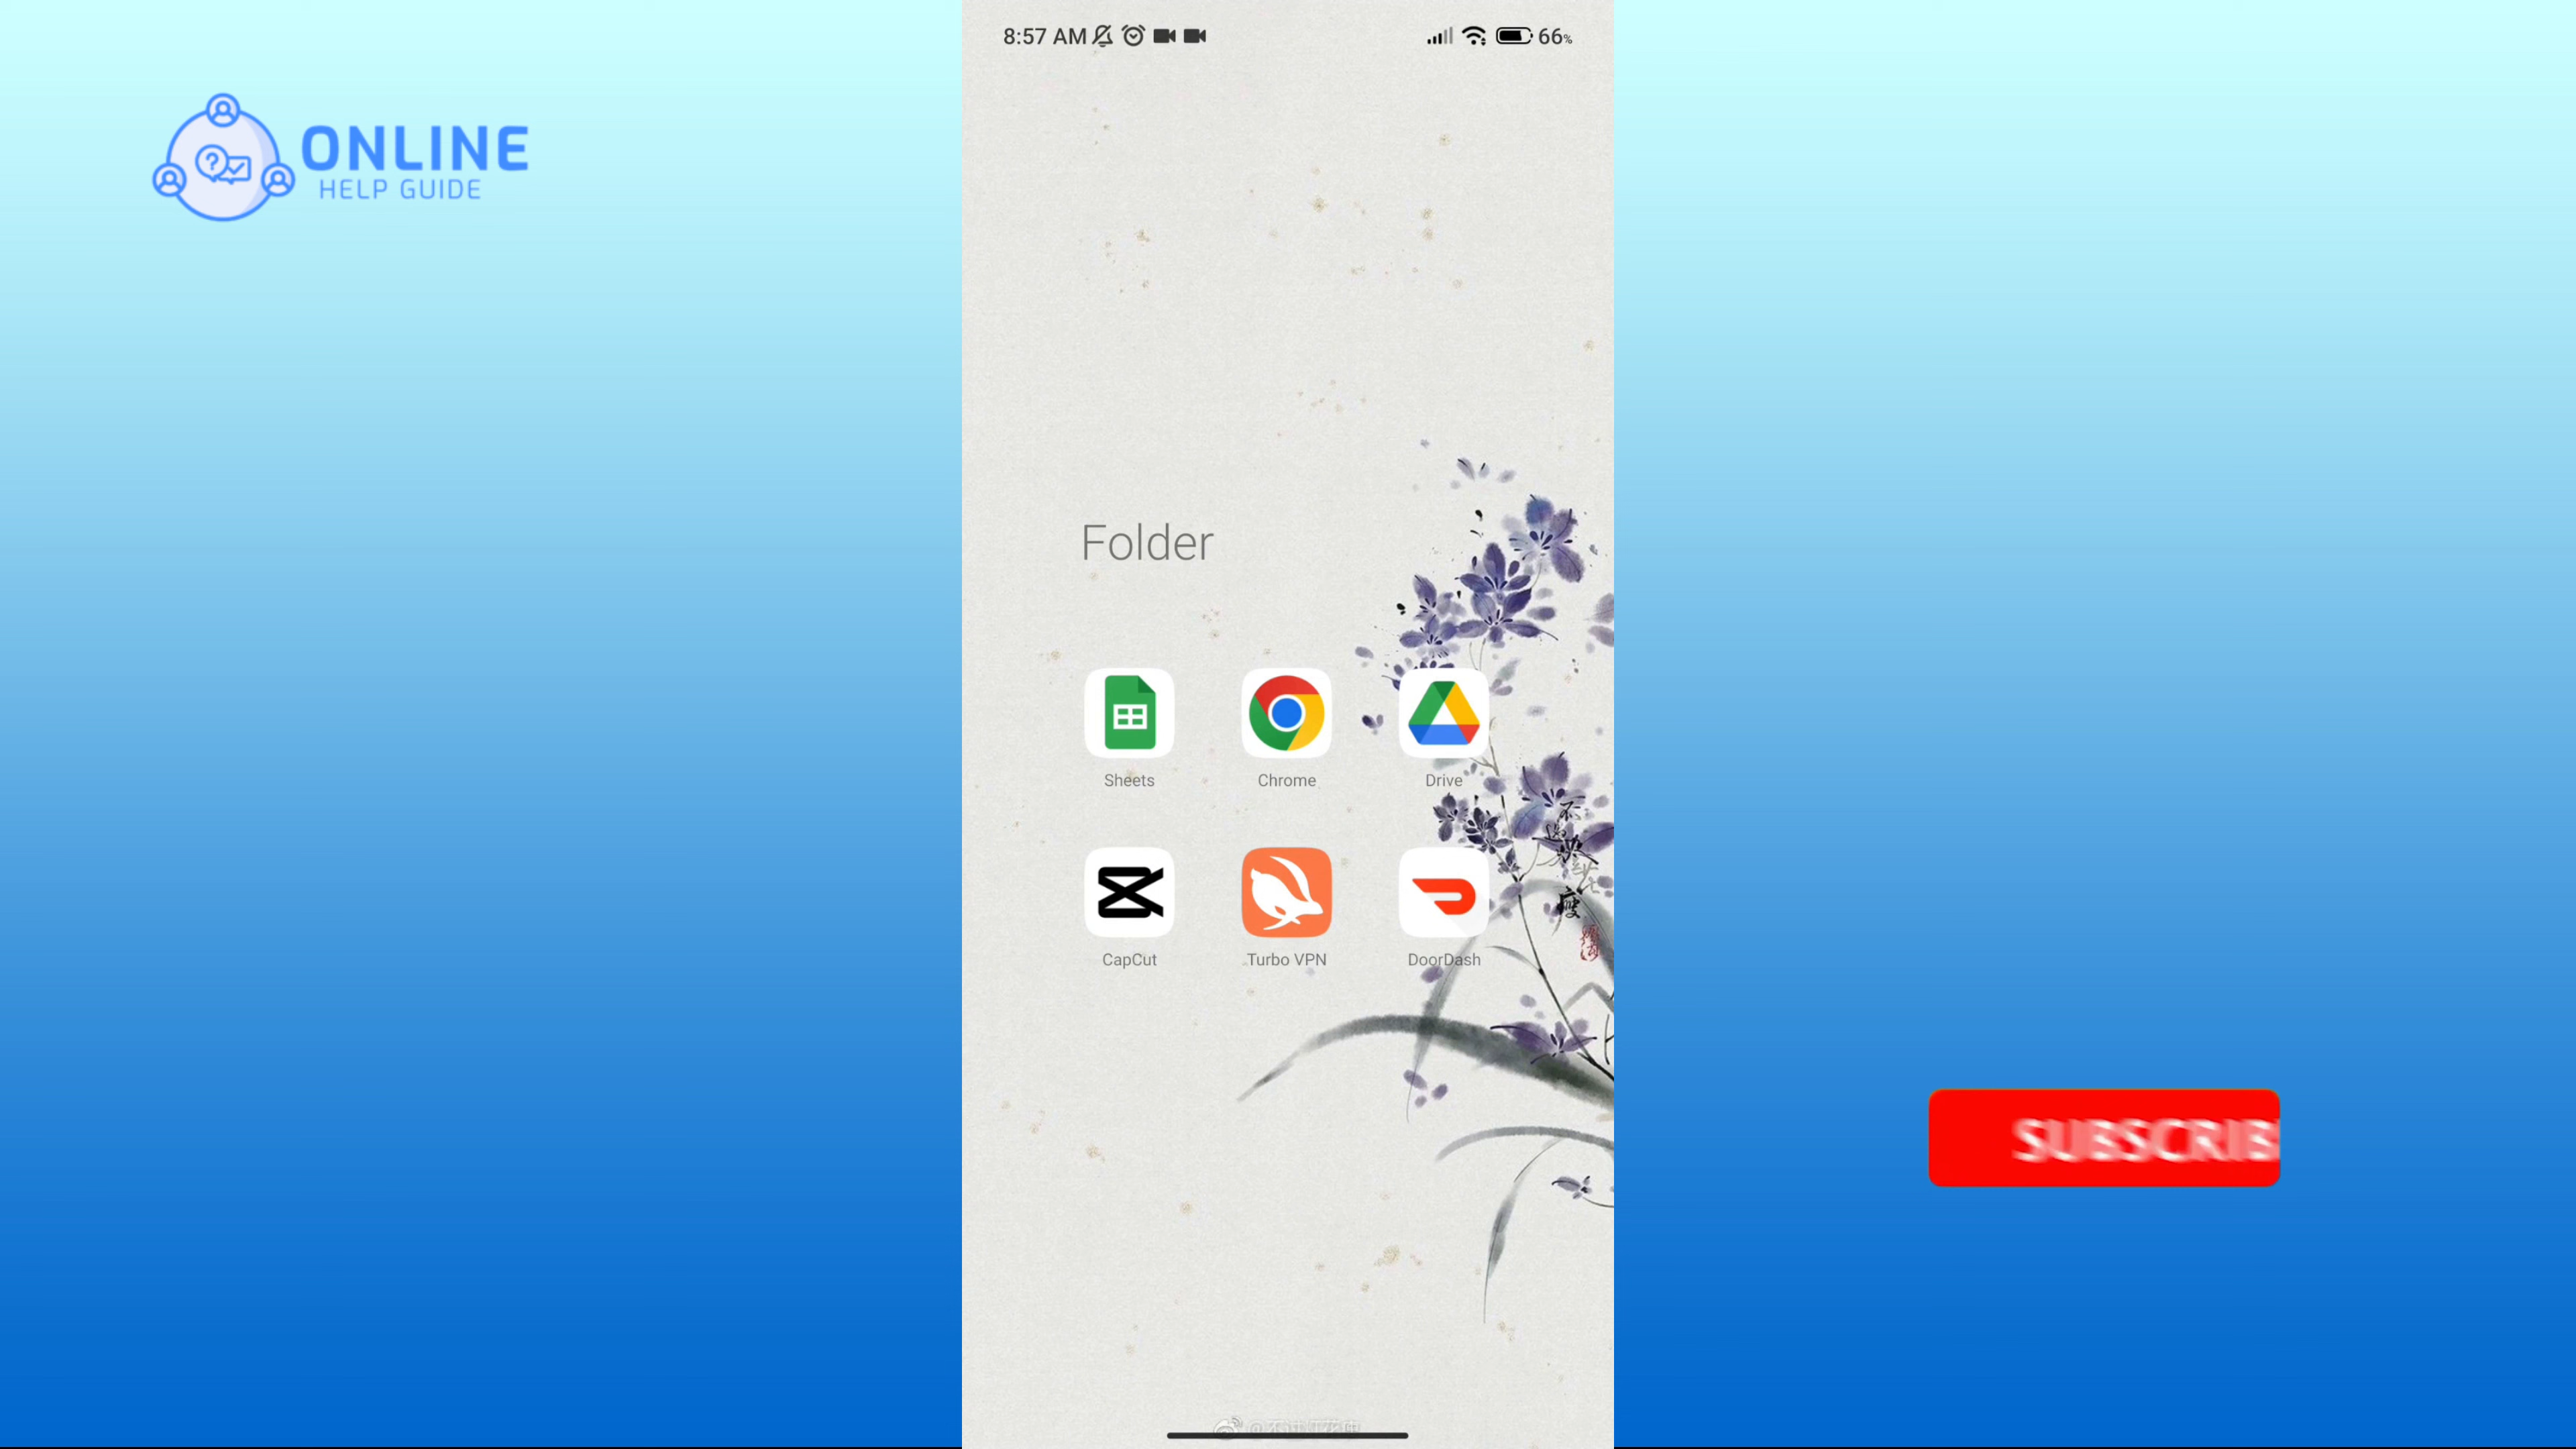 8:57 AM
66%
ONLINE
HELP GUIDE
Folder
Sheets
Chrome
Drive
CapCut
Turbo VPN
DoorDash
SUBSCRIB